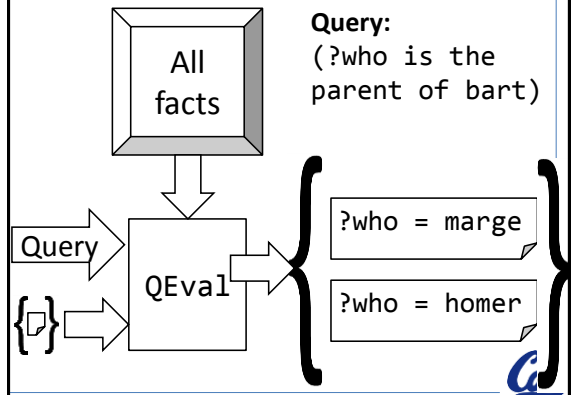 Query:
(?who is the
parent of bart)
All
facts
Query
QEval
{ }
?who = marge
?who = homer